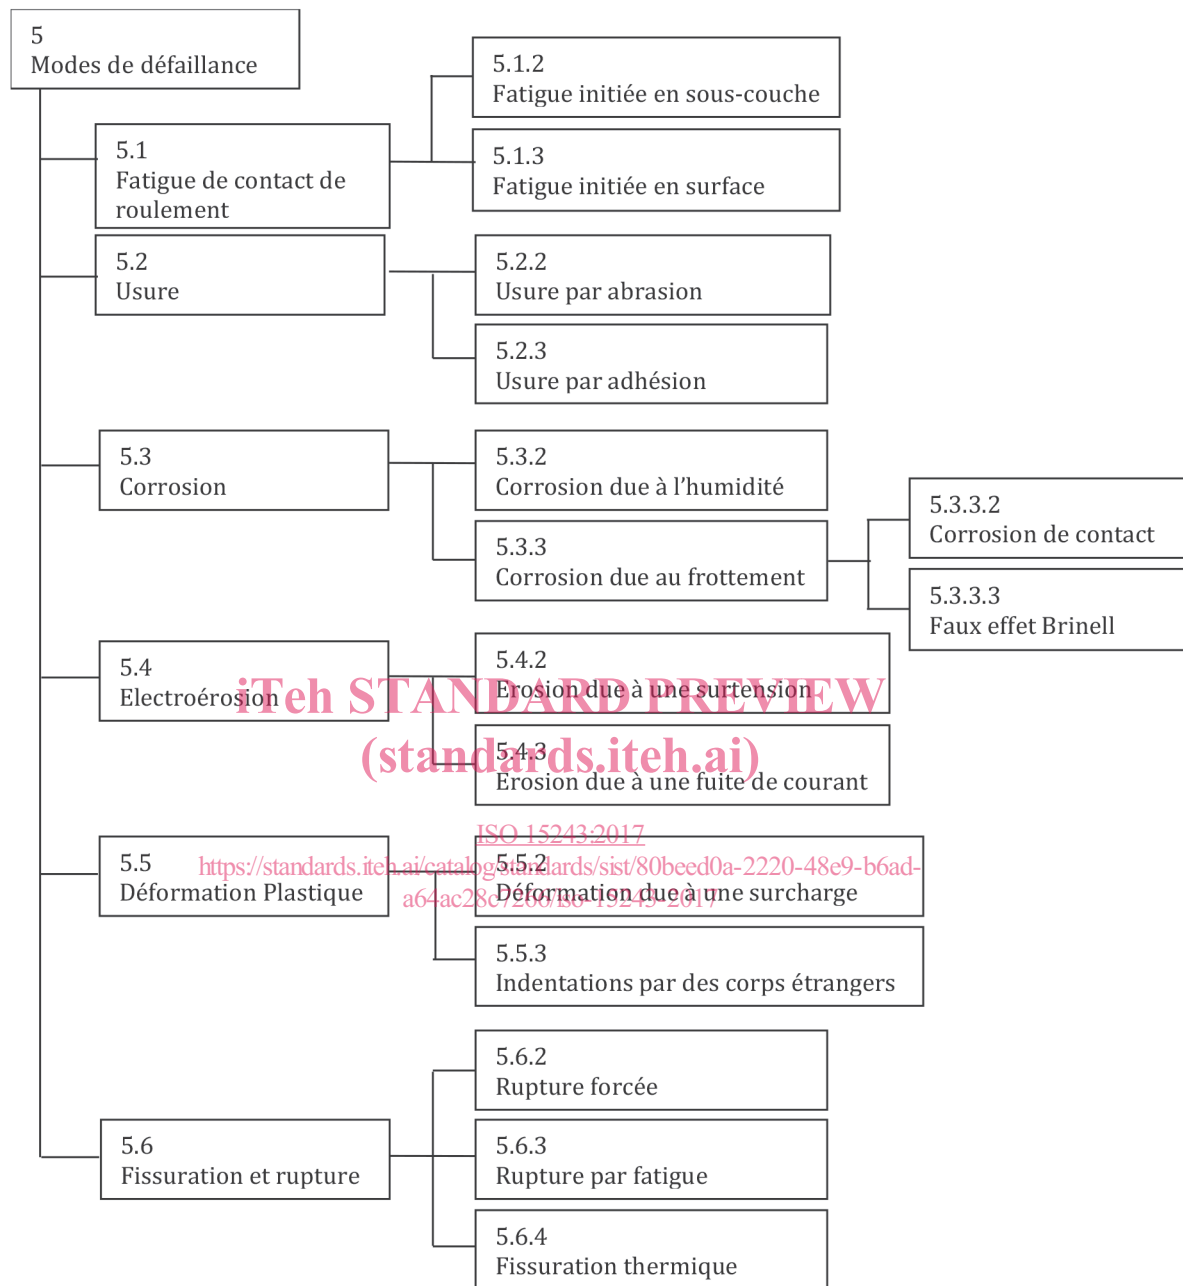 5
Modes de défaillance
5.1.2
Fatigue initiée en sous-couche
5.1
Fatigue de contact de
roulement
5.1.3
Fatigue initiée en surface
5.2
Usure
5.2.2
Usure par abrasion
5.2.3
Usure par adhésion
5.3
Corrosion
5.3.2
Corrosion due à l’humidité
5.3.3
Corrosion due au frottement
5.3.3.2
Corrosion de contact
5.3.3.3
Faux effet Brinell
5.4
Electroérosion
5.4.2
Erosion due à une surtension
5.4.3
Erosion due à une fuite de courant
iTeh STANDARD PREVIEW
(standards.iteh.ai)
ISO 15243:2017
https://standards.iteh.ai/catalog/standards/sist/80beed0a-2220-48e9-b6ad-
5.5
Déformation Plastique
5.5.2
Déformation due à une surcharge
5.5.3
Indentations par des corps étrangers
5.6
Fissuration et rupture
5.6.2
Rupture forcée
5.6.3
Rupture par fatigue
5.6.4
Fissuration thermique